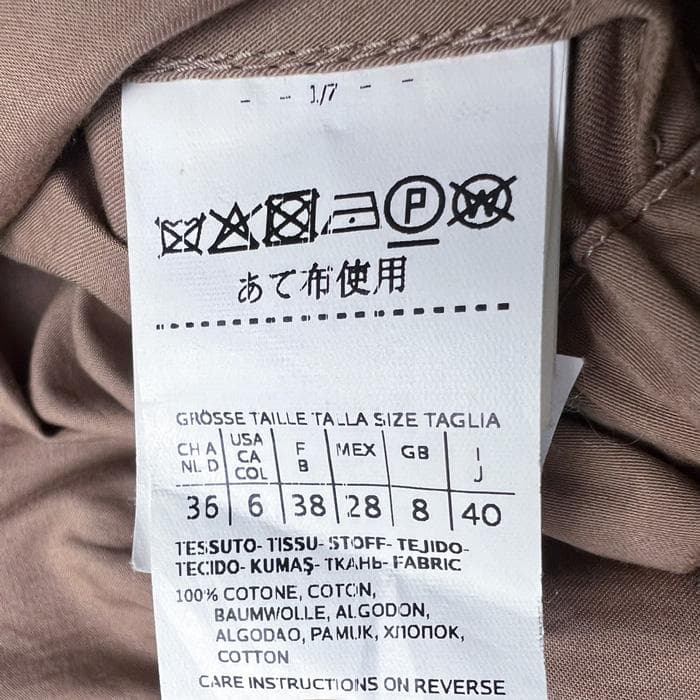 - - 1/7 - -
P W
あて布使用
GRÖSSE TAILLE TALLA SIZE TAGLIA
CH A NL D USA CA COL F B MEX GB I J
36 6 38 28 8 40
TESSUTO- TISSU- STOFF- TEJIDO-
TECIDO- KUMAŞ- ТКАНЬ- FABRIC
100% COTONE, COTON,
BAUMWOLLE, ALGODON,
ALGODAO, PAMUK, ХЛОПОК,
COTTON
CARE INSTRUCTIONS ON REVERSE